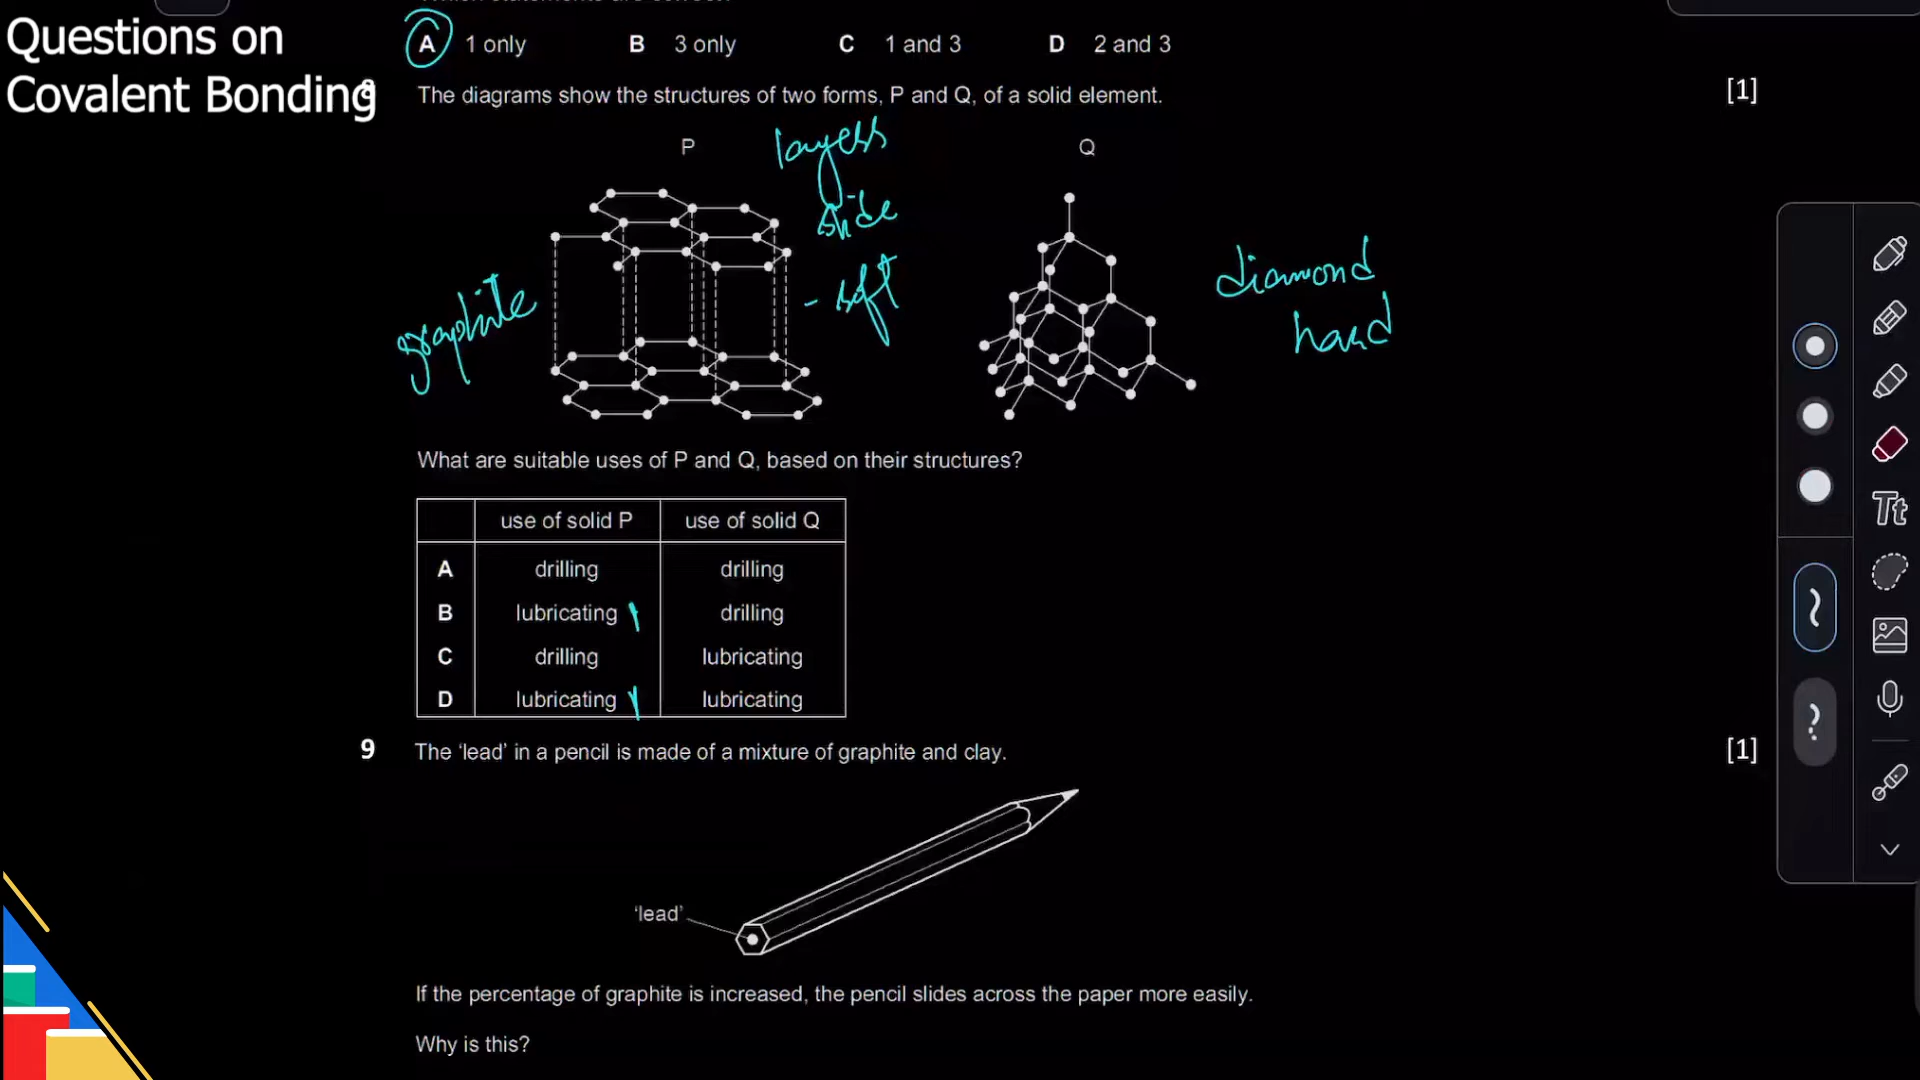 Questions on
Covalent Bonding
A 1 only B 3 only C 1 and 3 D 2 and 3
8 The diagrams show the structures of two forms, P and Q, of a solid element. [1]
P
layers
Q
slide
- soft
graphite
diamond
hard
What are suitable uses of P and Q, based on their structures?
use of solid P use of solid Q
A drilling drilling
B lubricating drilling
C drilling lubricating
D lubricating lubricating
9 The ‘lead’ in a pencil is made of a mixture of graphite and clay. [1]
‘lead’
If the percentage of graphite is increased, the pencil slides across the paper more easily.
Why is this?
Tt